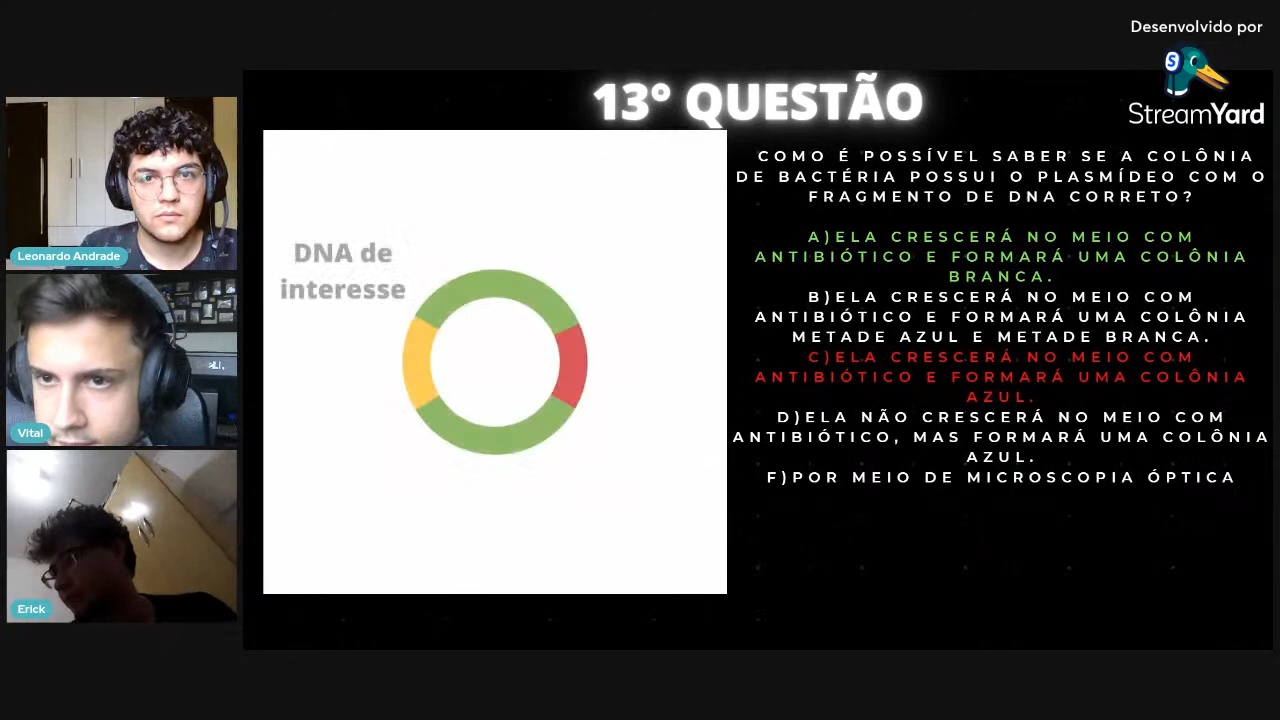 Desenvolvido por
StreamYard
13° QUESTÃO
COMO É POSSÍVEL SABER SE A COLÔNIA
DE BACTÉRIA POSSUI O PLASMÍDEO COM O
FRAGMENTO DE DNA CORRETO?
A)ELA CRESCERÁ NO MEIO COM
ANTIBIÓTICO E FORMARÁ UMA COLÔNIA
BRANCA.
B)ELA CRESCERÁ NO MEIO COM
ANTIBIÓTICO E FORMARÁ UMA COLÔNIA
METADE AZUL E METADE BRANCA.
C)ELA CRESCERÁ NO MEIO COM
ANTIBIÓTICO E FORMARÁ UMA COLÔNIA
AZUL.
D)ELA NÃO CRESCERÁ NO MEIO COM
ANTIBIÓTICO, MAS FORMARÁ UMA COLÔNIA
AZUL.
F)POR MEIO DE MICROSCOPIA ÓPTICA
DNA de
interesse
Leonardo Andrade
Vital
Erick